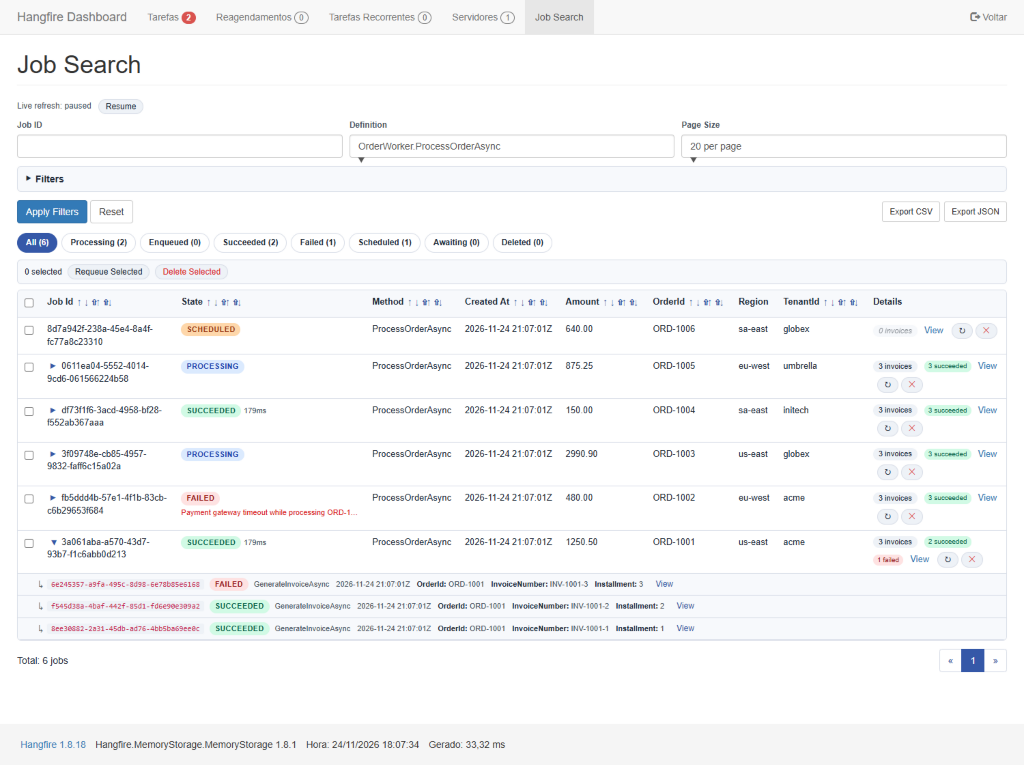 Hangfire Dashboard Tarefas 2 Reagendamentos 0 Tarefas Recorrentes 0 Servidores 1 Job Search Voltar
Job Search
Live refresh: paused Resume
Job ID Definition Page Size
OrderWorker.ProcessOrderAsync 20 per page
Filters
Apply Filters Reset Export CSV Export JSON
All (6) Processing (2) Enqueued (0) Succeeded (2) Failed (1) Scheduled (1) Awaiting (0) Deleted (0)
0 selected Requeue Selected Delete Selected
Job Id State Method Created At Amount OrderId Region TenantId Details
8d7a942f-238a-45e4-8a4f- SCHEDULED ProcessOrderAsync 2026-11-24 21:07:01Z 640.00 ORD-1006 sa-east globex 0 invoices View
fc77a8c23310
0611ea04-5552-4014- PROCESSING ProcessOrderAsync 2026-11-24 21:07:01Z 875.25 ORD-1005 eu-west umbrella 3 invoices 3 succeeded View
9cd6-061566224b58
df73f1f6-3acd-4958-bf28- SUCCEEDED 179ms ProcessOrderAsync 2026-11-24 21:07:01Z 150.00 ORD-1004 sa-east initech 3 invoices 3 succeeded View
f552ab367aaa
3f09748e-cb85-4957- PROCESSING ProcessOrderAsync 2026-11-24 21:07:01Z 2990.90 ORD-1003 us-east globex 3 invoices 3 succeeded View
9832-faff6c15a02a
fb5ddd4b-57e1-4f1b-83cb- FAILED ProcessOrderAsync 2026-11-24 21:07:01Z 480.00 ORD-1002 eu-west acme 3 invoices 3 succeeded View
c6b29653f684 Payment gateway timeout while processing ORD-1...
3a061aba-a570-43d7- SUCCEEDED 179ms ProcessOrderAsync 2026-11-24 21:07:01Z 1250.50 ORD-1001 us-east acme 3 invoices 2 succeeded
93b7-f1c6abb0d213 1 failed View
6e245357-a9fa-495c-8d98-6e78b85e6168 FAILED GenerateInvoiceAsync 2026-11-24 21:07:01Z OrderId: ORD-1001 InvoiceNumber: INV-1001-3 Installment: 3 View
f545d38a-4baf-442f-85d1-fd6e90e309a2 SUCCEEDED GenerateInvoiceAsync 2026-11-24 21:07:01Z OrderId: ORD-1001 InvoiceNumber: INV-1001-2 Installment: 2 View
8ee30882-2a31-45db-ad76-4bb5ba69ee0c SUCCEEDED GenerateInvoiceAsync 2026-11-24 21:07:01Z OrderId: ORD-1001 InvoiceNumber: INV-1001-1 Installment: 1 View
Total: 6 jobs « 1 »
Hangfire 1.8.18 Hangfire.MemoryStorage.MemoryStorage 1.8.1 Hora: 24/11/2026 18:07:34 Gerado: 33,32 ms